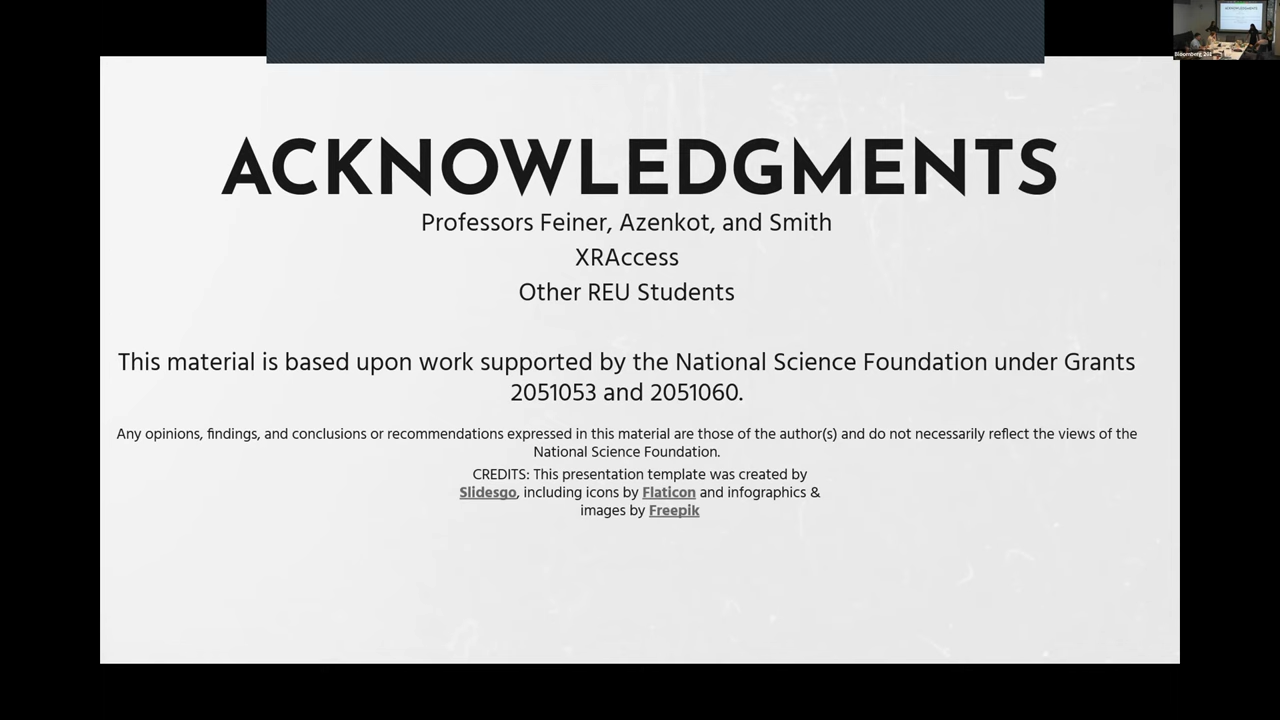 ACKNOWLEDGMENTS
Professors Feiner, Azenkot, and Smith
XRAccess
Other REU Students
This material is based upon work supported by the National Science Foundation under Grants
2051053 and 2051060.
Any opinions, findings, and conclusions or recommendations expressed in this material are those of the author(s) and do not necessarily reflect the views of the
National Science Foundation.
CREDITS: This presentation template was created by
Slidesgo, including icons by Flaticon and infographics &
images by Freepik
ACKNOWLEDGMENTS